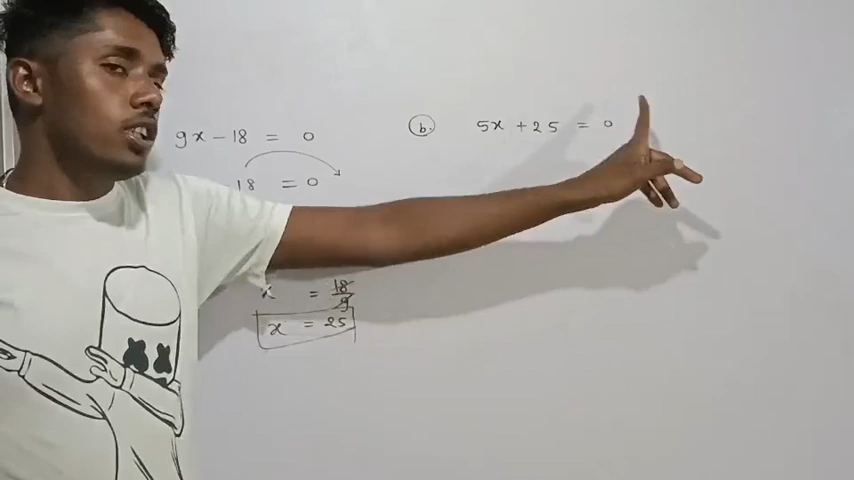 9x - 18 = 0
18 = 0
x = 18/9
x = 25
b. 5x + 25 = 0